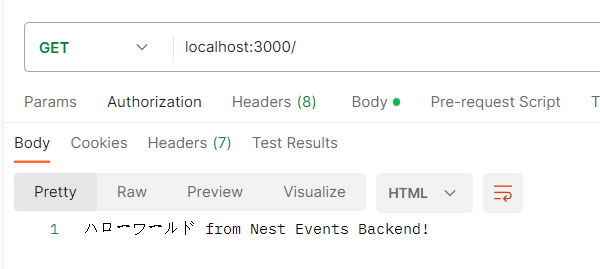 GET localhost:3000/
Params Authorization Headers (8) Body Pre-request Script T
Body Cookies Headers (7) Test Results
Pretty Raw Preview Visualize HTML
1 ハローワールド from Nest Events Backend!